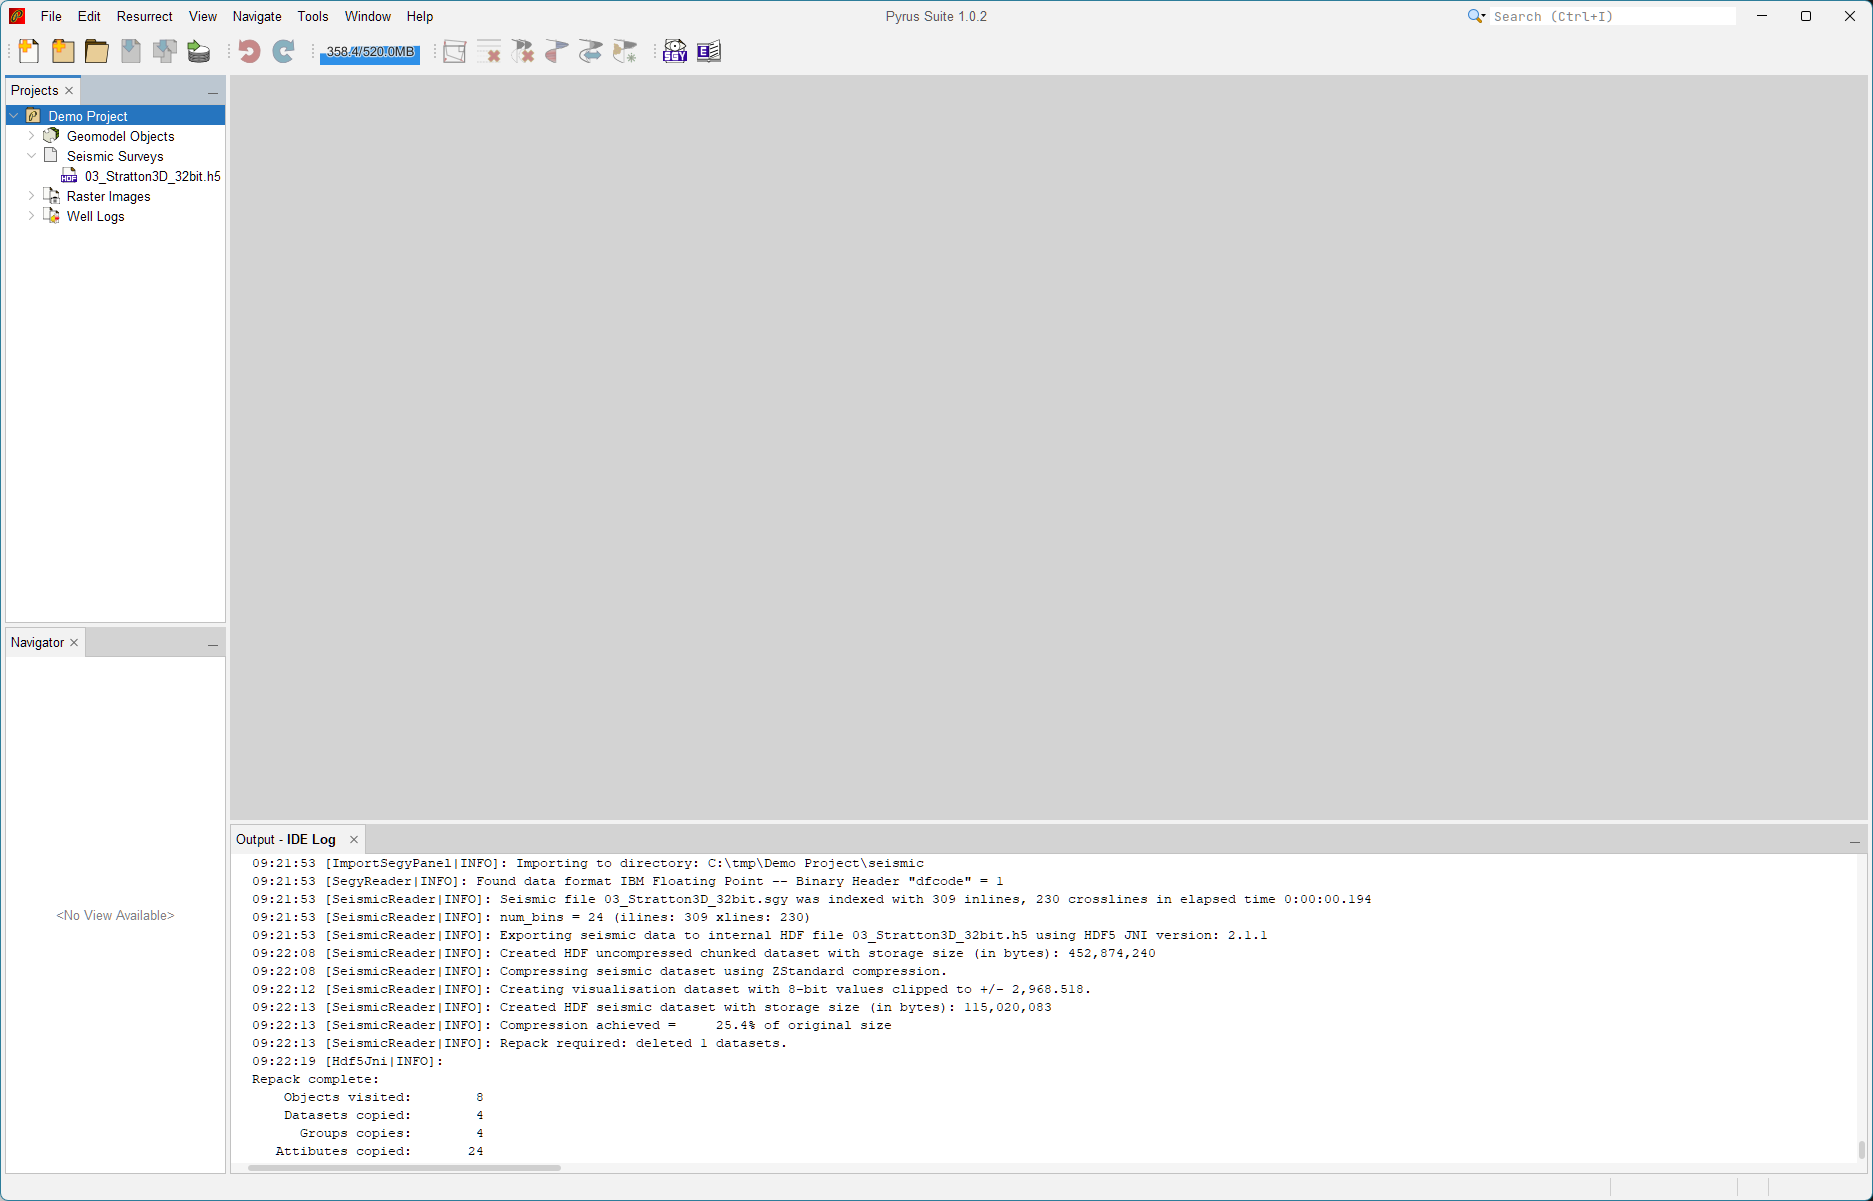 File Edit Resurrect View Navigate Tools Window Help
Pyrus Suite 1.0.2
Search (Ctrl+I)
358.4/520.0MB
SGY
E
Projects
Demo Project
Geomodel Objects
Seismic Surveys
HDF
03_Stratton3D_32bit.h5
Raster Images
Well Logs
Navigator
<No View Available>
Output - IDE Log
09:21:53 [ImportSegyPanel|INFO]: Importing to directory: C:\tmp\Demo Project\seismic
09:21:53 [SegyReader|INFO]: Found data format IBM Floating Point -- Binary Header "dfcode" = 1
09:21:53 [SeismicReader|INFO]: Seismic file 03_Stratton3D_32bit.sgy was indexed with 309 inlines, 230 crosslines in elapsed time 0:00:00.194
09:21:53 [SeismicReader|INFO]: num_bins = 24 (ilines: 309 xlines: 230)
09:21:53 [SeismicReader|INFO]: Exporting seismic data to internal HDF file 03_Stratton3D_32bit.h5 using HDF5 JNI version: 2.1.1
09:22:08 [SeismicReader|INFO]: Created HDF uncompressed chunked dataset with storage size (in bytes): 452,874,240
09:22:08 [SeismicReader|INFO]: Compressing seismic dataset using ZStandard compression.
09:22:12 [SeismicReader|INFO]: Creating visualisation dataset with 8-bit values clipped to +/- 2,968.518.
09:22:13 [SeismicReader|INFO]: Created HDF seismic dataset with storage size (in bytes): 115,020,083
09:22:13 [SeismicReader|INFO]: Compression achieved = 25.4% of original size
09:22:13 [SeismicReader|INFO]: Repack required: deleted 1 datasets.
09:22:19 [Hdf5Jni|INFO]:
Repack complete:
Objects visited: 8
Datasets copied: 4
Groups copies: 4
Attibutes copied: 24